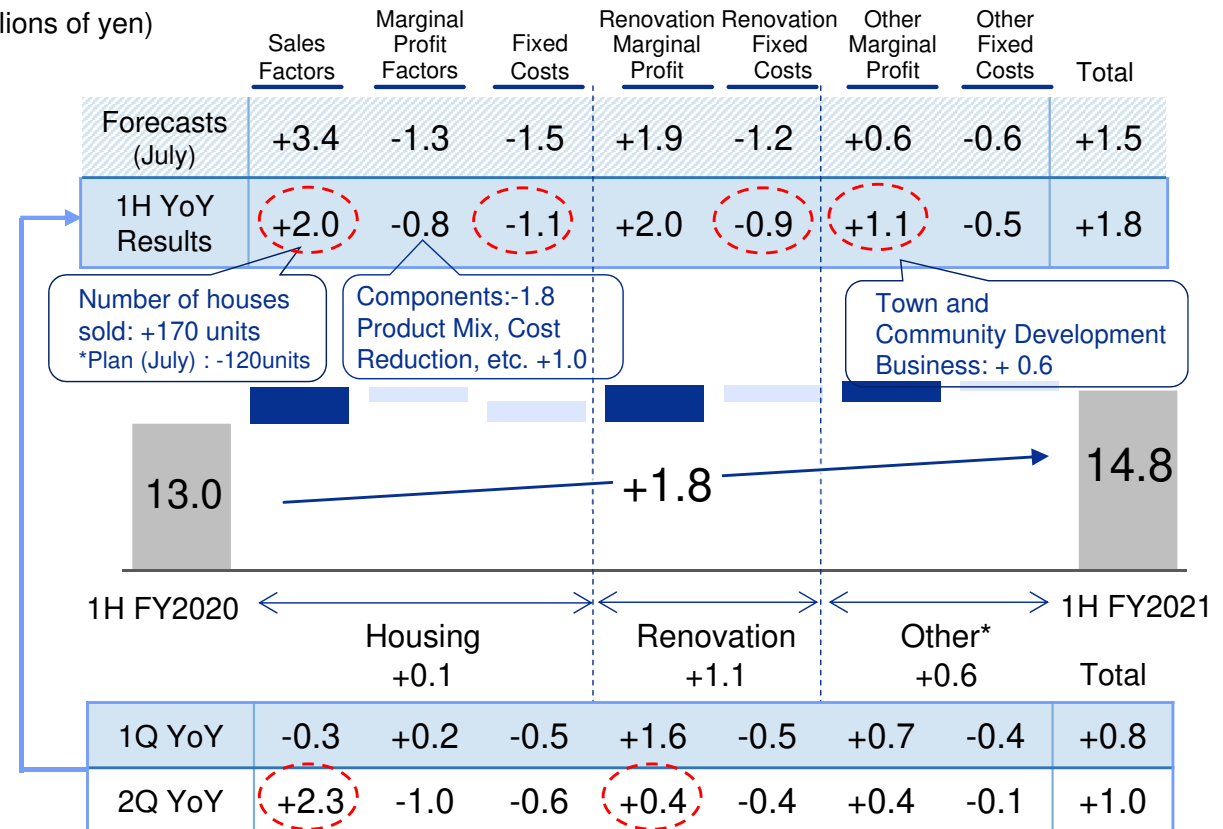 lions of yen)
Sales
Factors
Marginal
Profit
Factors
Fixed
Costs
Renovation
Marginal
Profit
Renovation
Fixed
Costs
Other
Marginal
Profit
Other
Fixed
Costs
Total
Forecasts
(July)
+3.4 -1.3 -1.5 +1.9 -1.2 +0.6 -0.6 +1.5
1H YoY
Results
+2.0 -0.8 -1.1 +2.0 -0.9 +1.1 -0.5 +1.8
Number of houses
sold: +170 units
*Plan (July) : -120units
Components:-1.8
Product Mix, Cost
Reduction, etc. +1.0
Town and
Community Development
Business: + 0.6
13.0
+1.8
14.8
1H FY2020
1H FY2021
Housing
+0.1
Renovation
+1.1
Other*
+0.6
Total
1Q YoY -0.3 +0.2 -0.5 +1.6 -0.5 +0.7 -0.4 +0.8
2Q YoY +2.3 -1.0 -0.6 +0.4 -0.4 +0.4 -0.1 +1.0